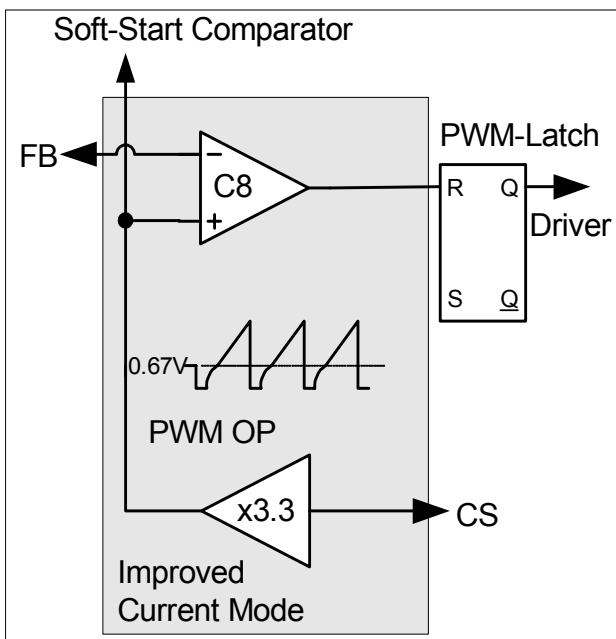 Soft-Start Comparator
FB
C8
PWM-Latch
R Q
Driver
S Q
0.67V
PWM OP
x3.3
CS
Improved
Current Mode